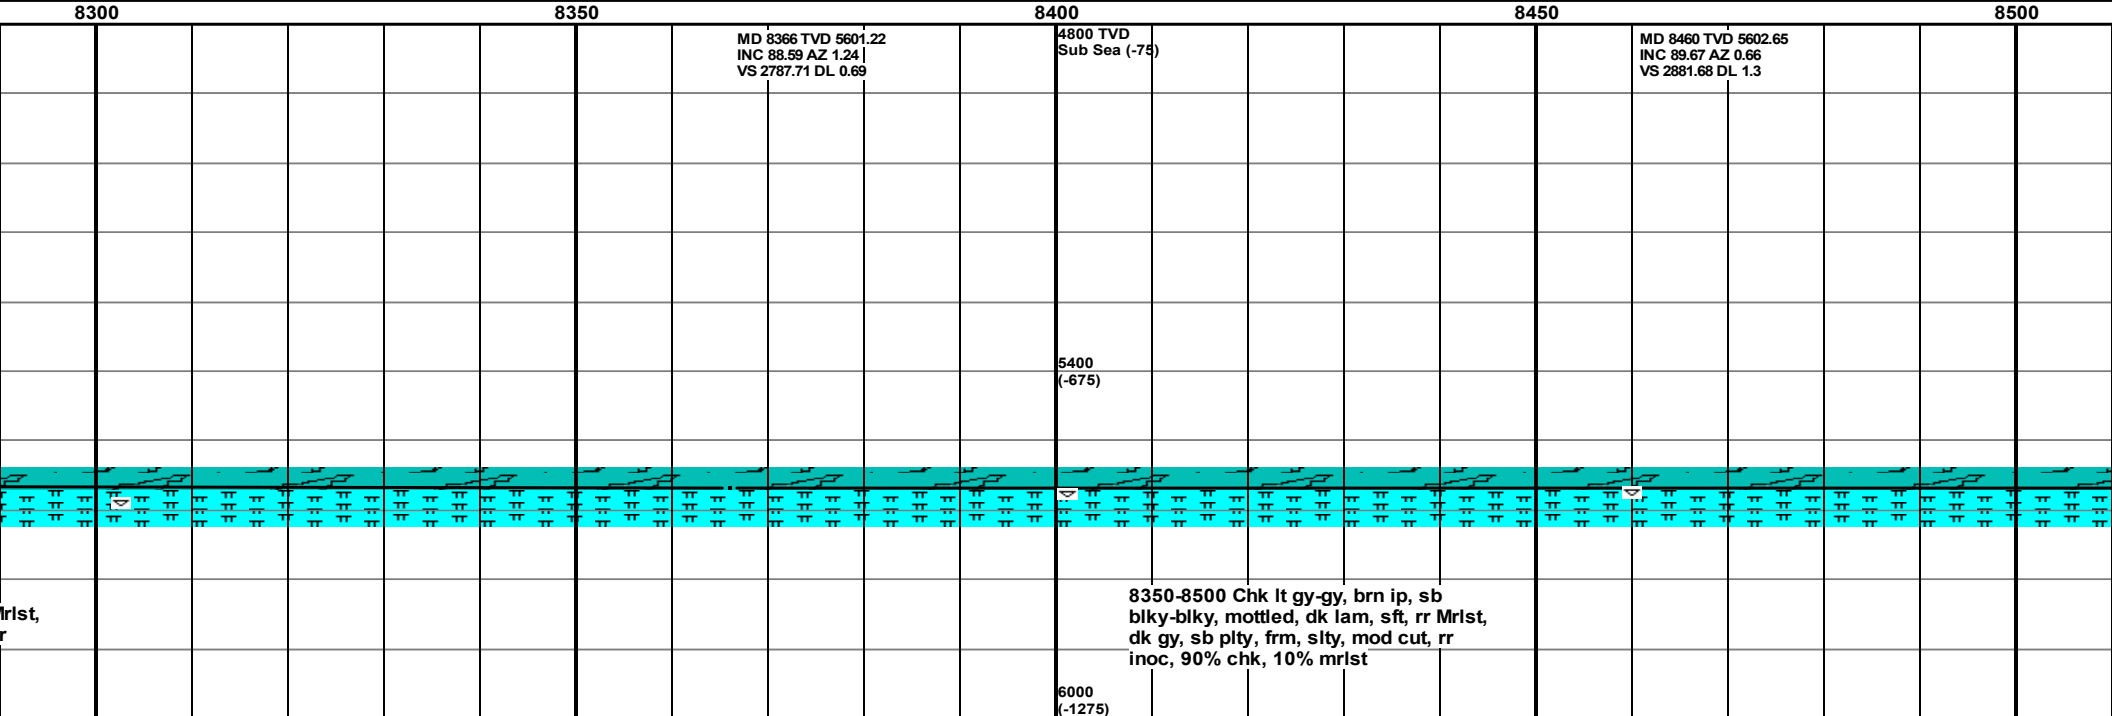 8300 8350 8400 8450 8500
MD 8366 TVD 5601.22
INC 88.59 AZ 1.24
VS 2787.71 DL 0.69
4800 TVD
Sub Sea (-75)
MD 8460 TVD 5602.65
INC 89.67 AZ 0.66
VS 2881.68 DL 1.3
5400
(-675)
8350-8500 Chk lt gy-gy, brn ip, sb
blky-blky, mottled, dk lam, sft, rr Mrlst,
dk gy, sb plty, frm, slty, mod cut, rr
inoc, 90% chk, 10% mrlst
6000
(-1275)